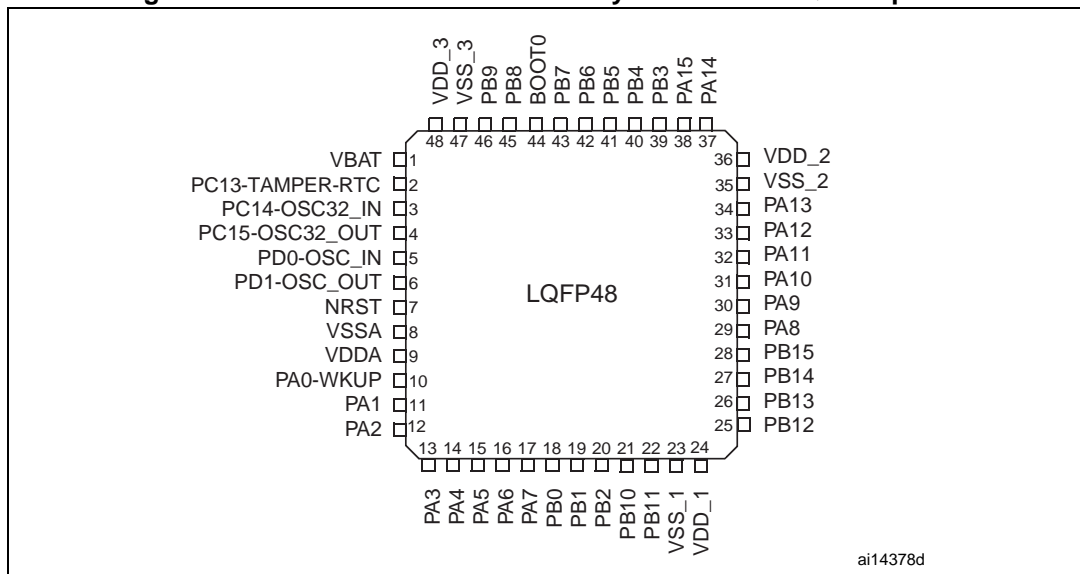 VDD_3
VSS_3
PB9
PB8
BOOT0
PB7
PB6
PB5
PB4
PB3
PA15
PA14
48 47 46 45 44 43 42 41 40 39 38 37
VBAT 1
PC13-TAMPER-RTC 2
PC14-OSC32_IN 3
PC15-OSC32_OUT 4
PD0-OSC_IN 5
PD1-OSC_OUT 6
NRST 7
VSSA 8
VDDA 9
PA0-WKUP 10
PA1 11
PA2 12
LQFP48
36 VDD_2
35 VSS_2
34 PA13
33 PA12
32 PA11
31 PA10
30 PA9
29 PA8
28 PB15
27 PB14
26 PB13
25 PB12
13 14 15 16 17 18 19 20 21 22 23 24
PA3
PA4
PA5
PA6
PA7
PB0
PB1
PB2
PB10
PB11
VSS_1
VDD_1
ai14378d